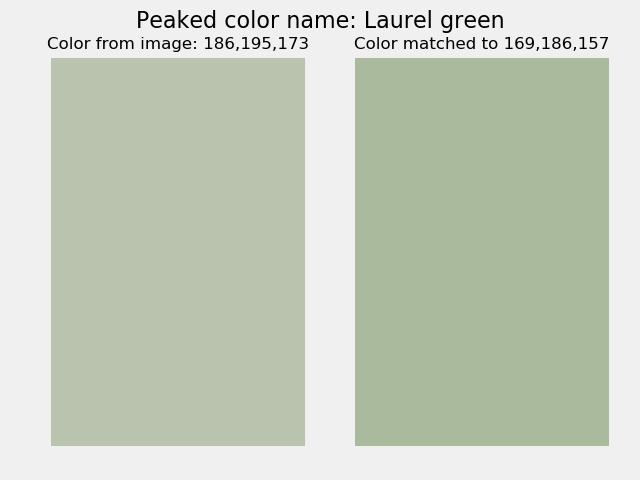 Peaked color name: Laurel green
Color from image: 186,195,173
Color matched to 169,186,157